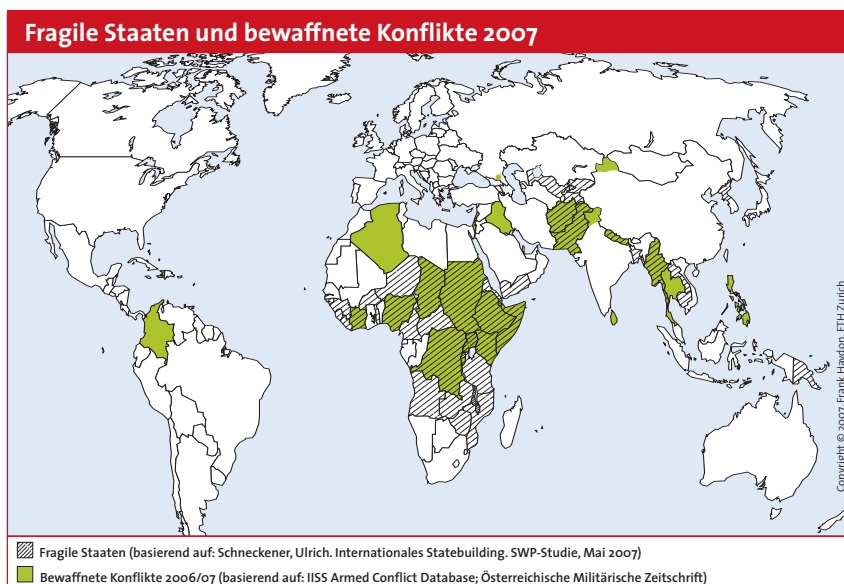 Fragile Staaten und bewaffnete Konflikte 2007
Copyright © 2007 Frank Haydon, ETH Zurich
Fragile Staaten (basierend auf: Schneckener, Ulrich. Internationales Statebuilding. SWP-Studie, Mai 2007)
Bewaffnete Konflikte 2006/07 (basierend auf: IISS Armed Conflict Database; Österreichische Militärische Zeitschrift)